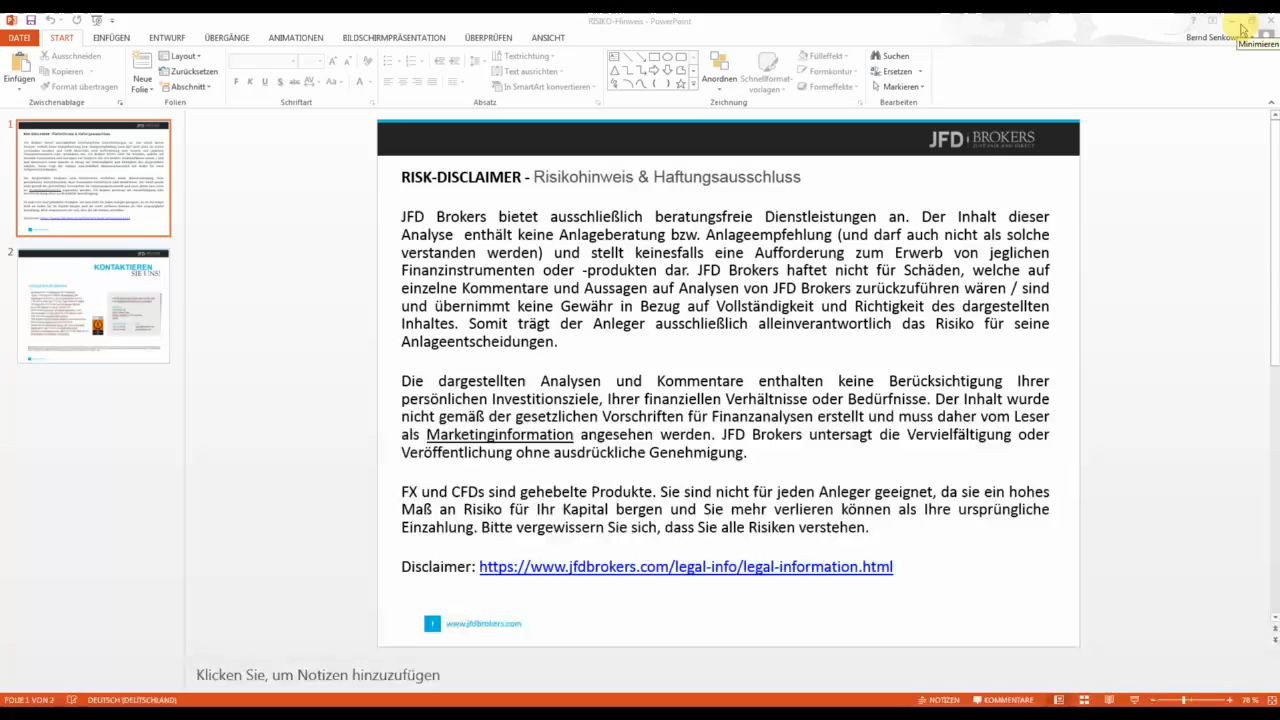 RISIKO-Hinweis - PowerPoint
DATEI START EINFÜGEN ENTWURF ÜBERGÄNGE ANIMATIONEN BILDSCHIRMPRÄSENTATION ÜBERPRÜFEN ANSICHT Bernd
Minimieren
Einfügen
Ausschneiden
Kopieren
Format übertragen
Zwischenablage
Neue
Folie
Layout
Zurücksetzen
Abschnitt
Folien
F K U S
Schriftart
Textrichtung
Text ausrichten
In SmartArt konvertieren
Absatz
Anordnen
Schnellformat-
vorlagen
Fülleffekt
Formkontur
Formeffekte
Zeichnung
Suchen
Ersetzen
Markieren
Bearbeiten
1
2
KONTAKTIEREN
SIE UNS!
JFD BROKERS
JUST FAIR AND DIRECT
RISK-DISCLAIMER - Risikohinweis & Haftungsausschuss
JFD Brokers bietet ausschließlich beratungsfreie Dienstleistungen an. Der Inhalt dieser
Analyse enthält keine Anlageberatung bzw. Anlageempfehlung (und darf auch nicht als solche
verstanden werden) und stellt keinesfalls eine Aufforderung zum Erwerb von jeglichen
Finanzinstrumenten oder -produkten dar. JFD Brokers haftet nicht für Schäden, welche auf
einzelne Kommentare und Aussagen auf Analysen von JFD Brokers zurückzuführen wären / sind
und übernimmt keine Gewähr in Bezug auf Vollständigkeit und Richtigkeit des dargestellten
Inhaltes. Somit trägt der Anleger ausschließlich alleinverantwortlich das Risiko für seine
Anlageentscheidungen.
Die dargestellten Analysen und Kommentare enthalten keine Berücksichtigung Ihrer
persönlichen Investitionsziele, Ihrer finanziellen Verhältnisse oder Bedürfnisse. Der Inhalt wurde
nicht gemäß der gesetzlichen Vorschriften für Finanzanalysen erstellt und muss daher vom Leser
als Marketinginformation angesehen werden. JFD Brokers untersagt die Vervielfältigung oder
Veröffentlichung ohne ausdrückliche Genehmigung.
FX und CFDs sind gehebelte Produkte. Sie sind nicht für jeden Anleger geeignet, da sie ein hohes
Maß an Risiko für Ihr Kapital bergen und Sie mehr verlieren können als Ihre ursprüngliche
Einzahlung. Bitte vergewissern Sie sich, dass Sie alle Risiken verstehen.
Disclaimer: https://www.jfdbrokers.com/legal-info/legal-information.html
www.jfdbrokers.com
Klicken Sie, um Notizen hinzuzufügen
FOLIE 1 VON 2 DEUTSCH (DEUTSCHLAND) NOTIZEN KOMMENTARE 78 %